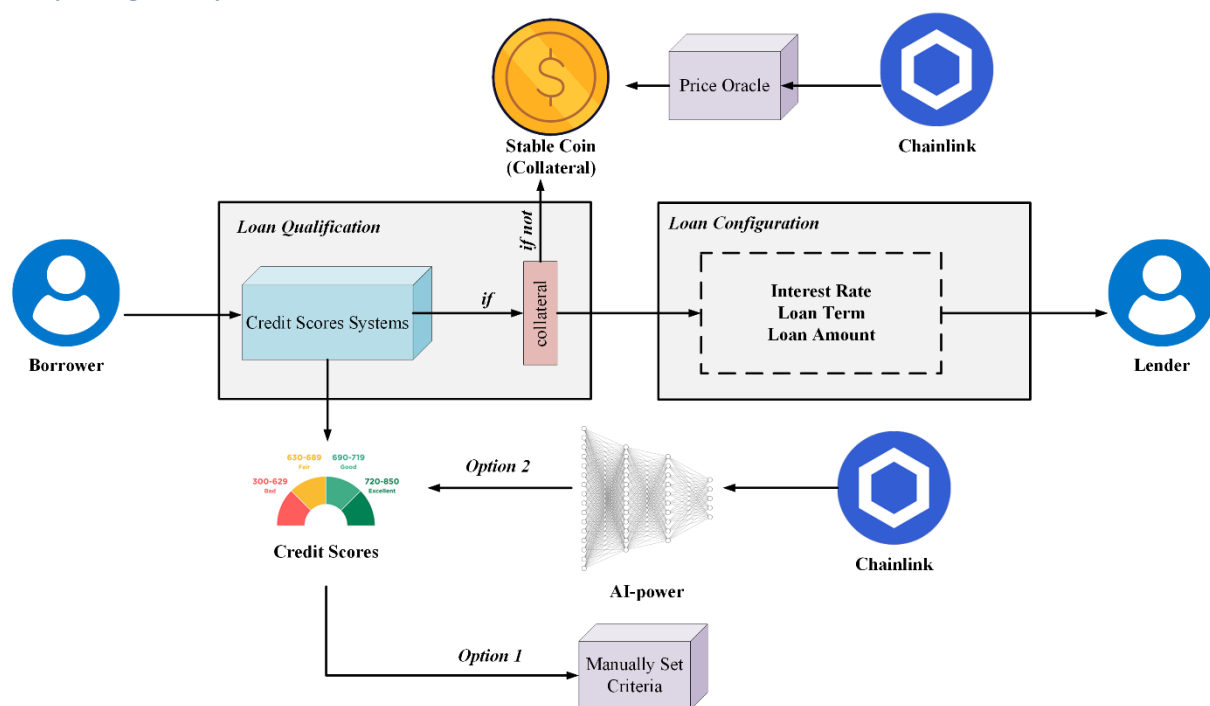 Price Oracle
Stable Coin
(Collateral)
Chainlink
Loan Qualification
if not
Loan Configuration
Credit Scores Systems
if
collateral
Interest Rate
Loan Term
Loan Amount
Borrower
Lender
630-689
Fair
690-719
Good
300-629
Bad
720-850
Excellent
Option 2
Credit Scores
AI-power
Chainlink
Option 1
Manually Set
Criteria